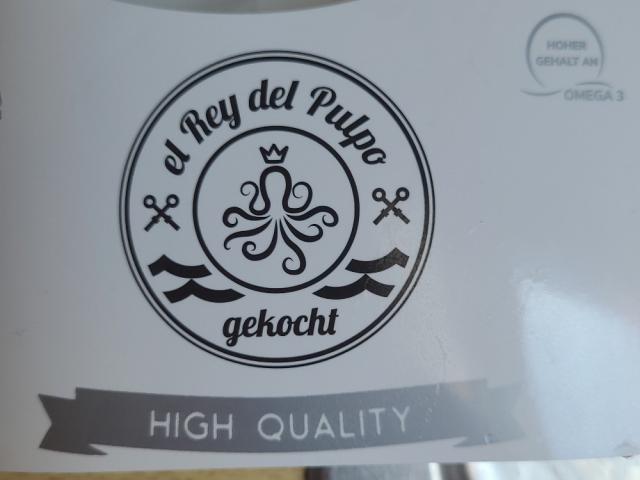 HOHER
GEHALT AN
OMEGA 3
el Rey del Pulpo
gekocht
HIGH QUALITY